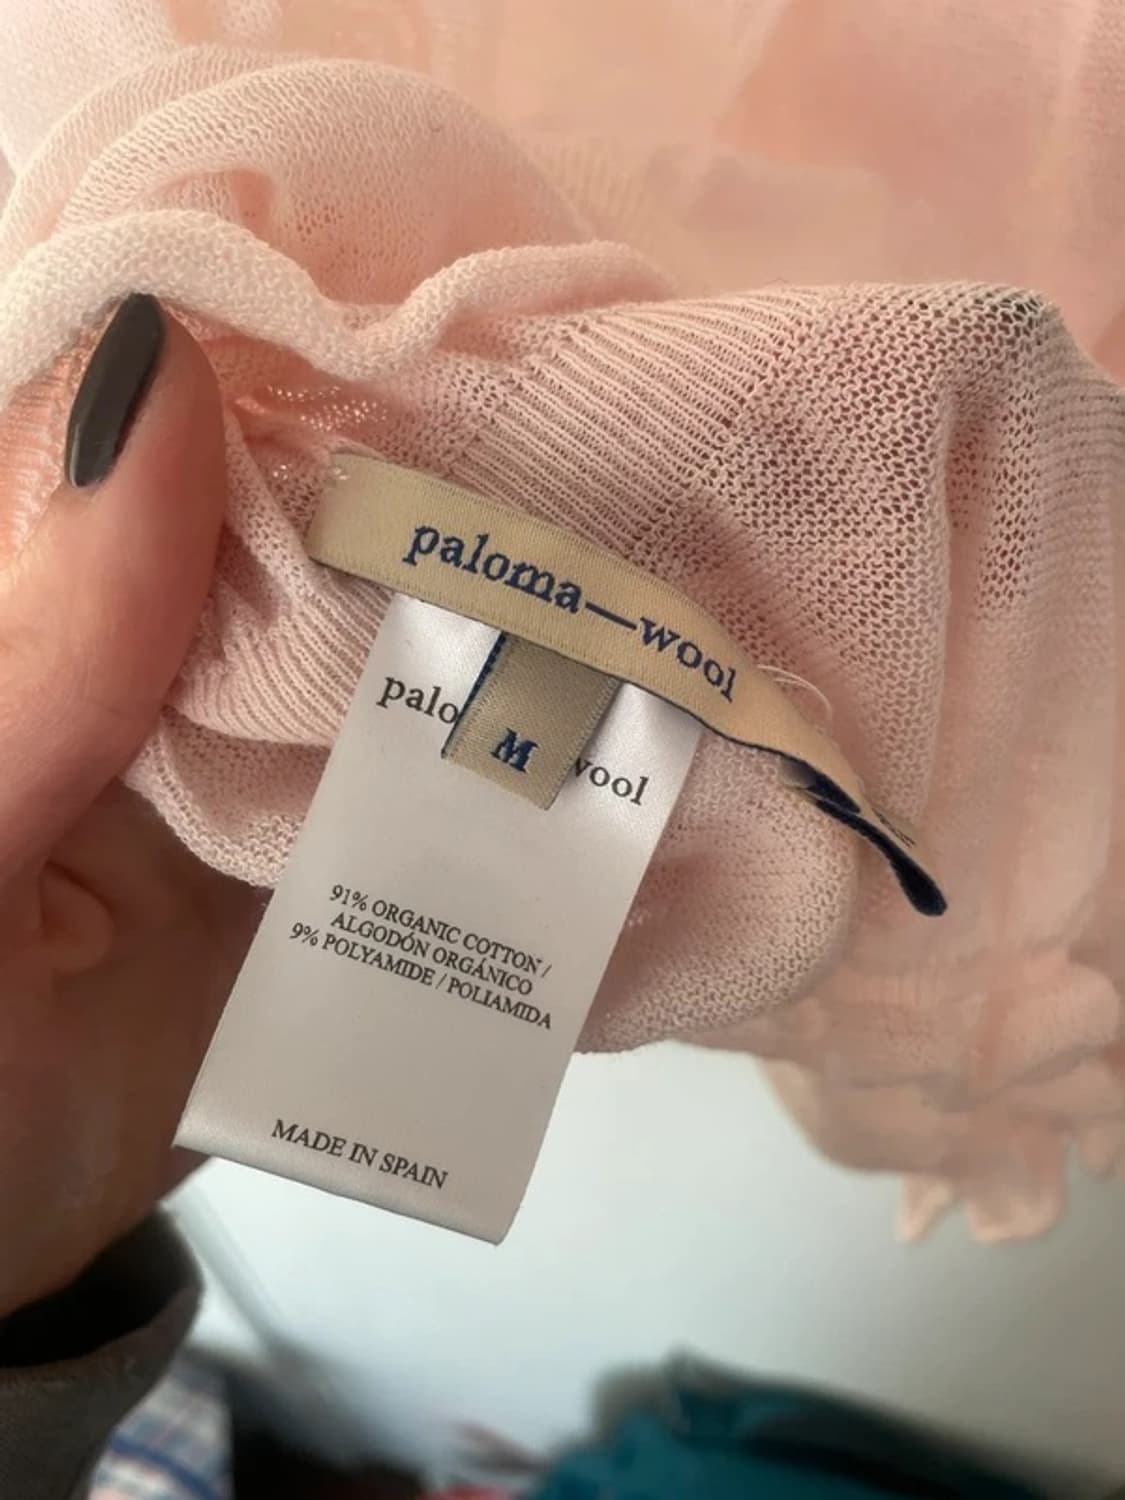 paloma—wool
M
palo wool
91% ORGANIC COTTON /
ALGODÓN ORGÁNICO
9% POLYAMIDE / POLIAMIDA
MADE IN SPAIN